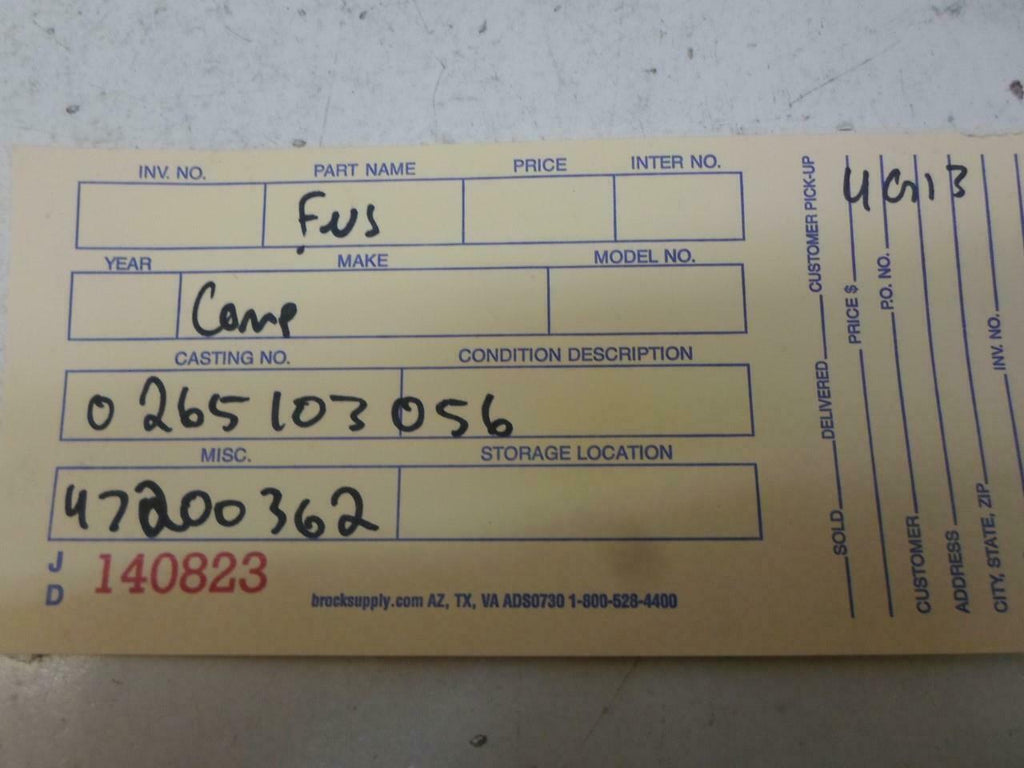 INV. NO. PART NAME PRICE INTER NO.
Fus
YEAR MAKE MODEL NO.
Comp
CASTING NO. CONDITION DESCRIPTION
0265103056
MISC. STORAGE LOCATION
47200362
J D 140823
brocksupply.com AZ, TX, VA ADS0730 1-800-528-4400
SOLD DELIVERED CUSTOMER PICK-UP
PRICE $
P.O. NO.
CUSTOMER
ADDRESS
CITY, STATE, ZIP INV. NO.